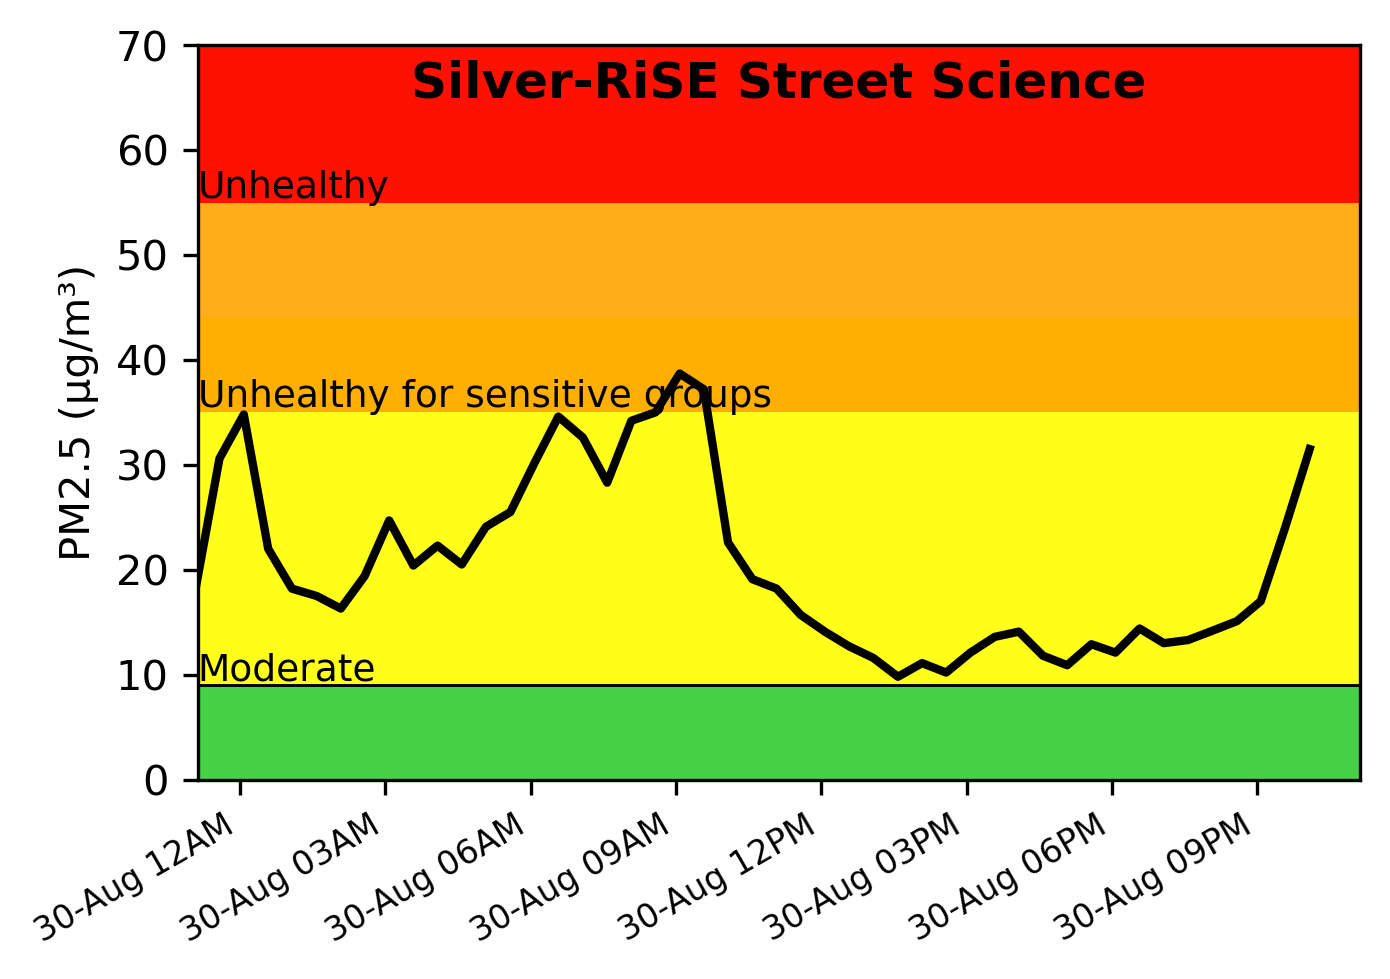 Silver-RiSE Street Science
70
60
50
40
30
20
10
0
PM2.5 (µg/m³)
Unhealthy
Unhealthy for sensitive groups
Moderate
30-Aug 12AM
30-Aug 03AM
30-Aug 06AM
30-Aug 09AM
30-Aug 12PM
30-Aug 03PM
30-Aug 06PM
30-Aug 09PM